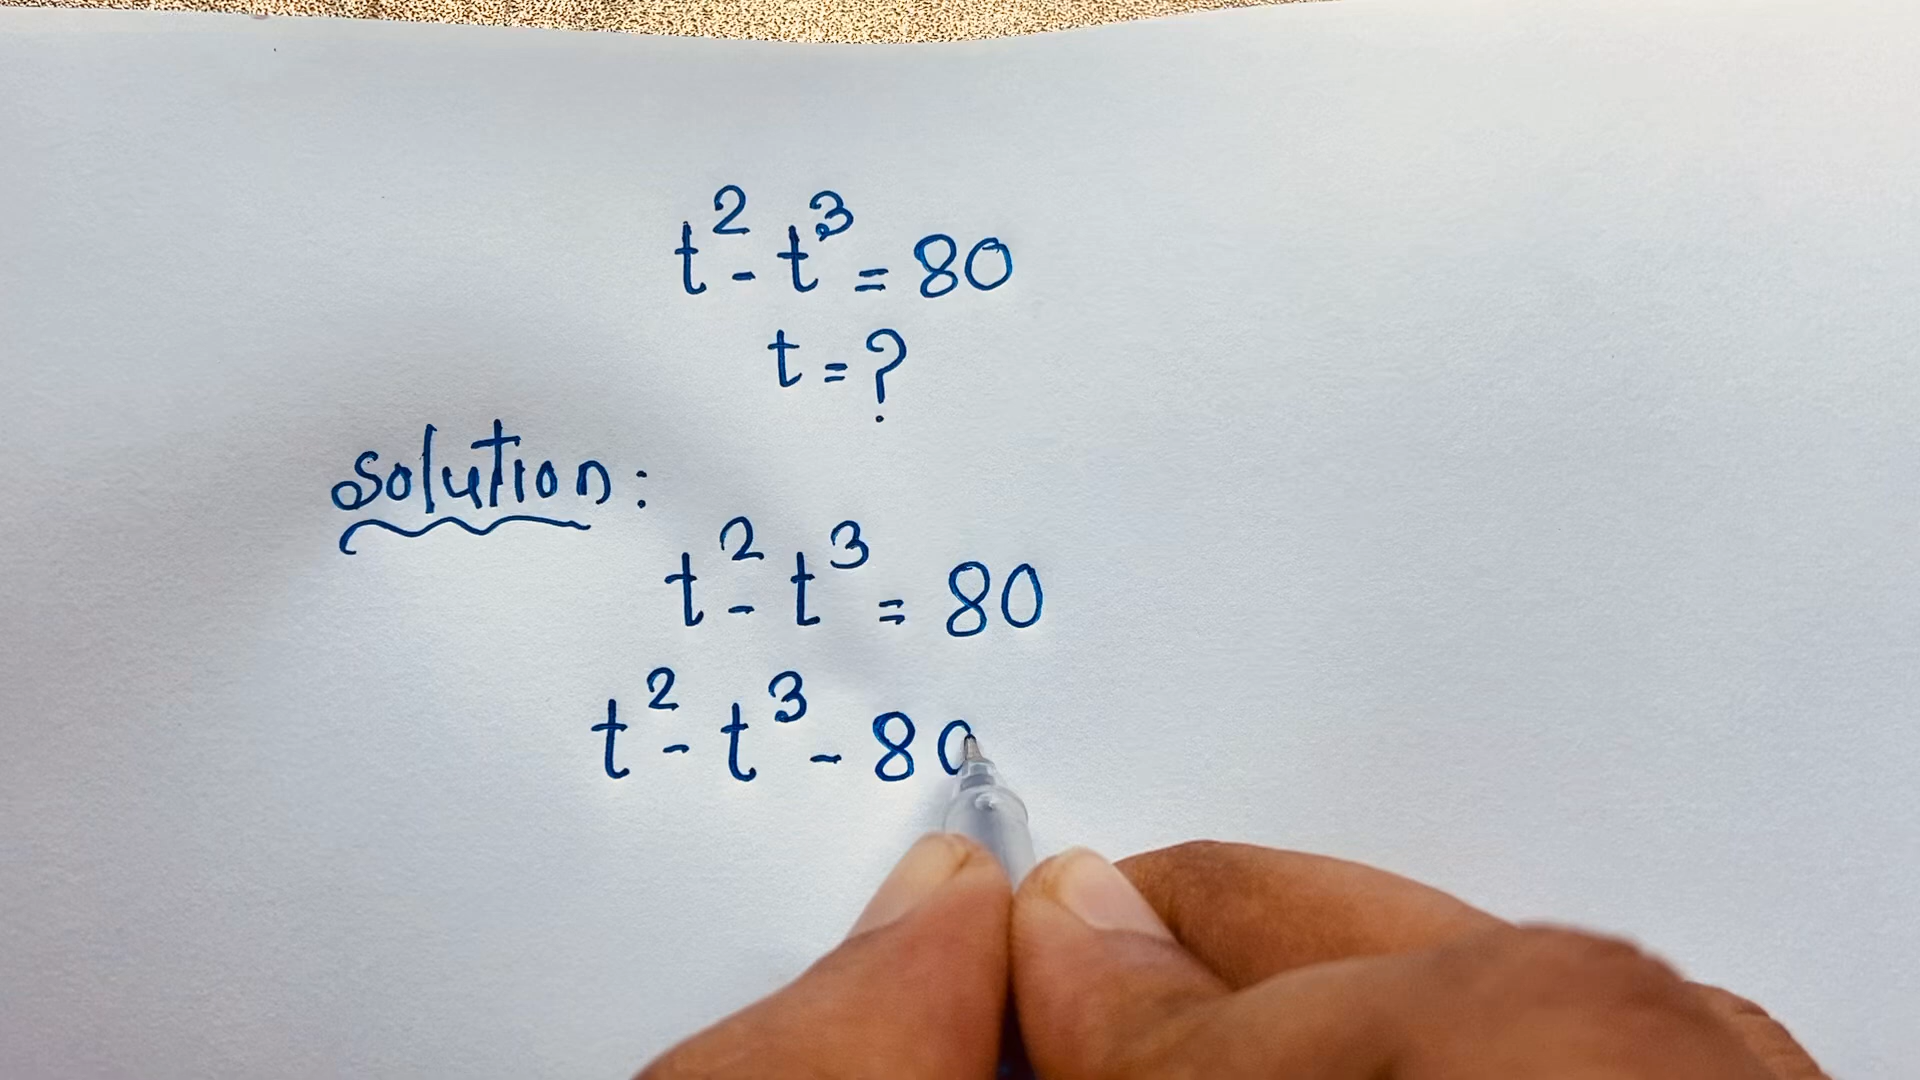 t² - t³ = 80
t = ?
Solution:
t² - t³ = 80
t² - t³ - 80